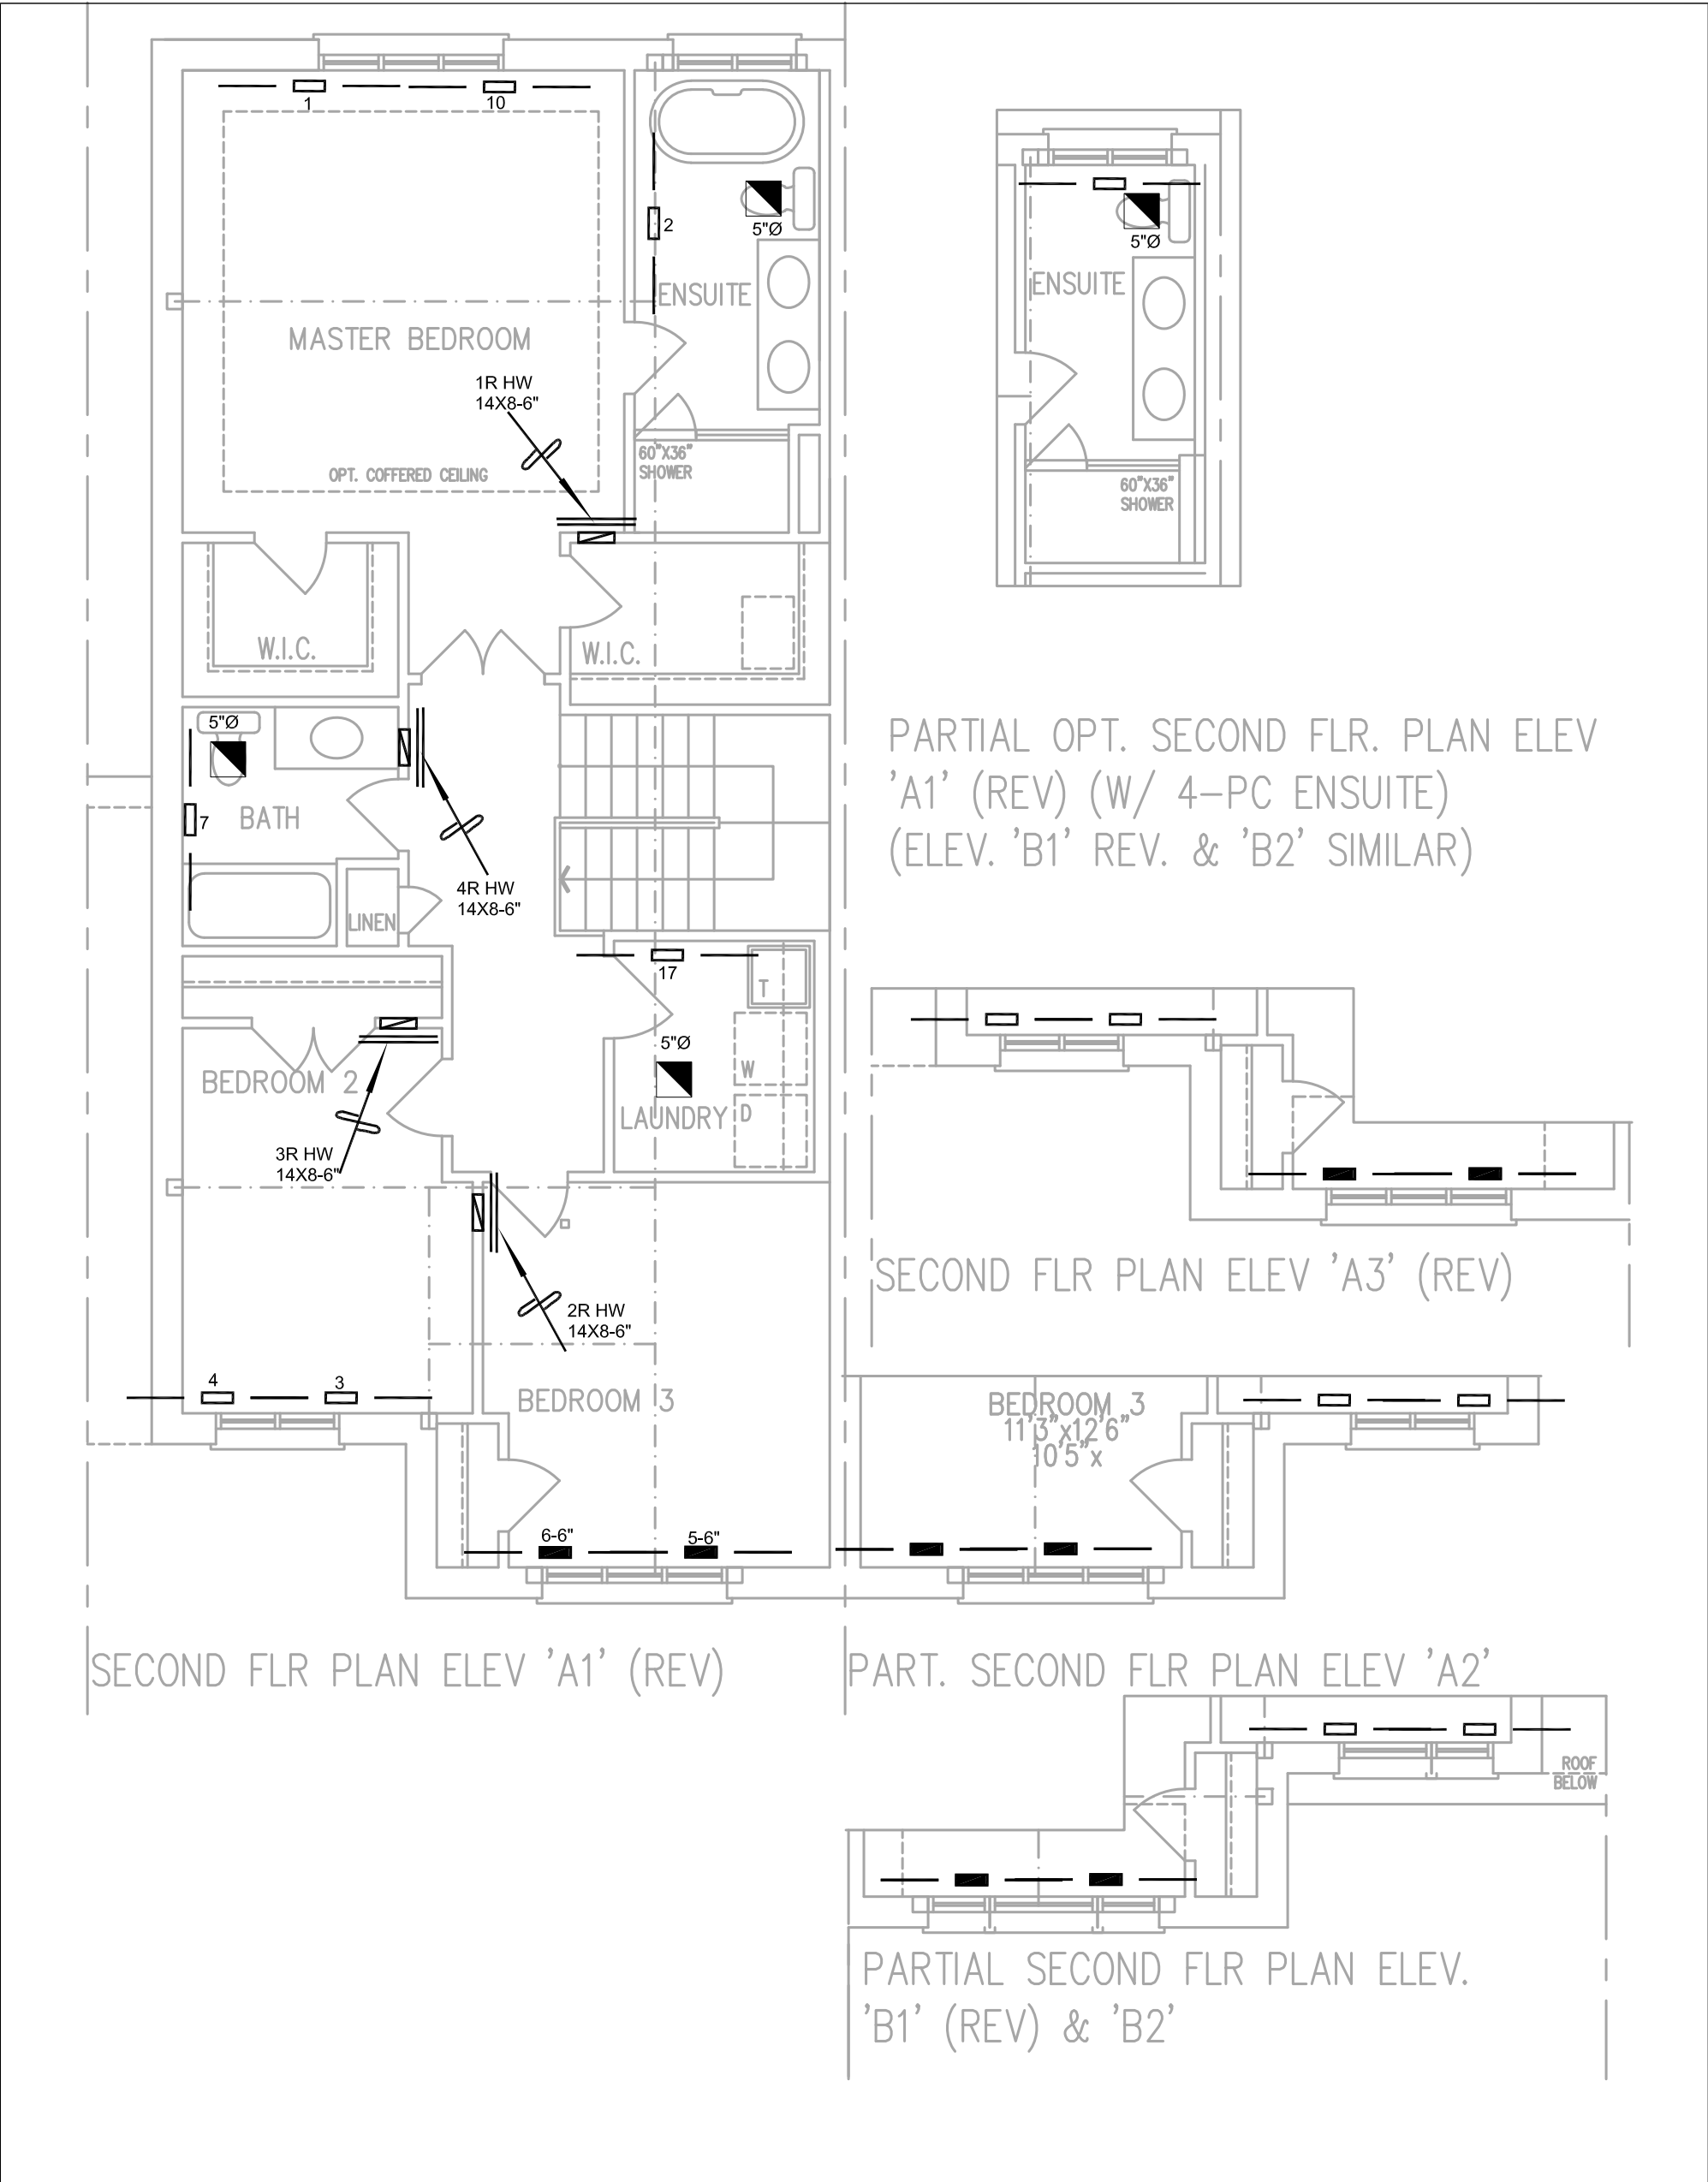 1
10
2
5"Ø
ENSUITE
MASTER BEDROOM
1R HW
14X8-6"
60"X36"
SHOWER
OPT. COFFERED CEILING
W.I.C.
W.I.C.
5"Ø
7
BATH
4R HW
14X8-6"
LINEN
17
T
5"Ø
W
BEDROOM 2
LAUNDRY
D
3R HW
14X8-6"
2R HW
14X8-6"
4
3
BEDROOM 3
6-6"
5-6"
SECOND FLR PLAN ELEV 'A1' (REV)
5"Ø
ENSUITE
60"X36"
SHOWER
PARTIAL OPT. SECOND FLR. PLAN ELEV
'A1' (REV) (W/ 4-PC ENSUITE)
(ELEV. 'B1' REV. & 'B2' SIMILAR)
SECOND FLR PLAN ELEV 'A3' (REV)
BEDROOM 3
11'3"x12'6"
10'5"x
PART. SECOND FLR PLAN ELEV 'A2'
ROOF
BELOW
PARTIAL SECOND FLR PLAN ELEV.
'B1' (REV) & 'B2'